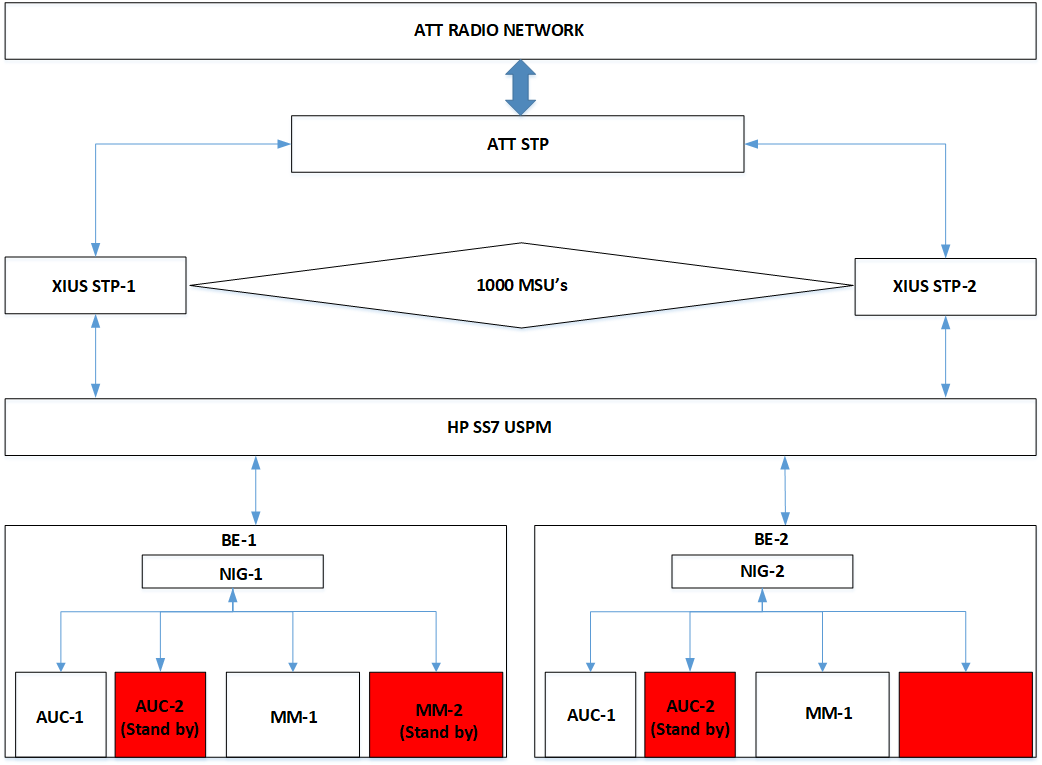 ATT RADIO NETWORK
ATT STP
XIUS STP-1
1000 MSU's
XIUS STP-2
HP SS7 USPM
BE-1
NIG-1
AUC-1
AUC-2
(Stand by)
MM-1
MM-2
(Stand by)
BE-2
NIG-2
AUC-1
AUC-2
(Stand by)
MM-1